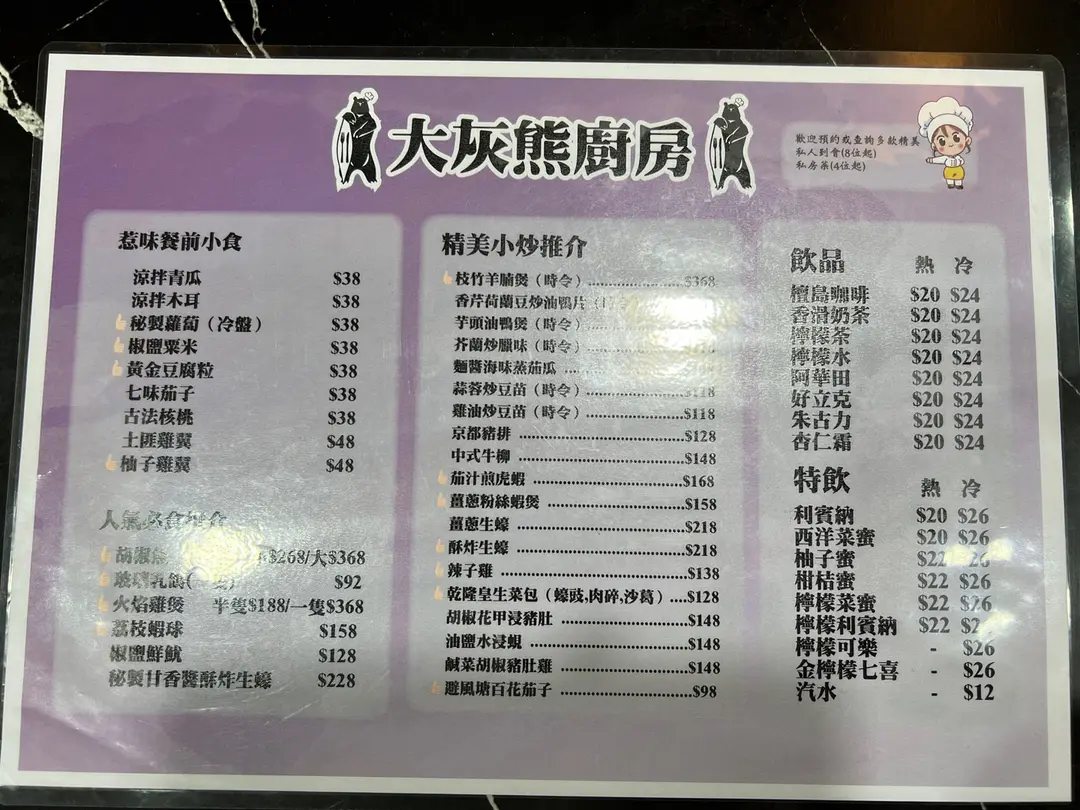 大灰熊廚房
歡迎預約或查詢多款精美
私人到會(8位起)
私房菜(4位起)
惹味餐前小食
涼拌青瓜 $38
涼拌木耳 $38
秘製蘿蔔（冷盤） $38
椒鹽粟米 $38
黃金豆腐粒 $38
七味茄子 $38
古法核桃 $38
土匪雞翼 $48
柚子雞翼 $48
人氣必食推介
胡椒 $268/大$368
玻璃乳鴿 $92
火焰雞煲 半隻$188/一隻$368
荔枝蝦球 $158
椒鹽鮮魷 $128
秘製甘香醬酥炸生蠔 $228
精美小炒推介
枝竹羊腩煲（時令）...............$368
香芹荷蘭豆炒油鴨片
芋頭油鴨煲（時令）
芥蘭炒臘味（時令）
麵醬海味蒸茄瓜
蒜蓉炒豆苗（時令）...............$118
雞油炒豆苗（時令）...............$118
京都豬排 ...............$128
中式牛柳 ...............$148
茄汁煎虎蝦 ...............$168
薑蔥粉絲蝦煲 ...............$158
薑蔥生蠔 ...............$218
酥炸生蠔 ...............$218
辣子雞 ...............$138
乾隆皇生菜包（蠔豉,肉碎,沙葛）....$128
胡椒花甲浸豬肚 ...............$148
油鹽水浸蜆 ...............$148
鹹菜胡椒豬肚雞 ...............$148
避風塘百花茄子 ...............$98
飲品 熱 冷
檀島咖啡 $20 $24
香滑奶茶 $20 $24
檸檬茶 $20 $24
檸檬水 $20 $24
阿華田 $20 $24
好立克 $20 $24
朱古力 $20 $24
杏仁霜 $20 $24
特飲 熱 冷
利賓納 $20 $26
西洋菜蜜 $20 $26
柚子蜜 $22 $26
柑桔蜜 $22 $26
檸檬菜蜜 $22 $26
檸檬利賓納 $22
檸檬可樂 - $26
金檸檬七喜 - $26
汽水 - $12